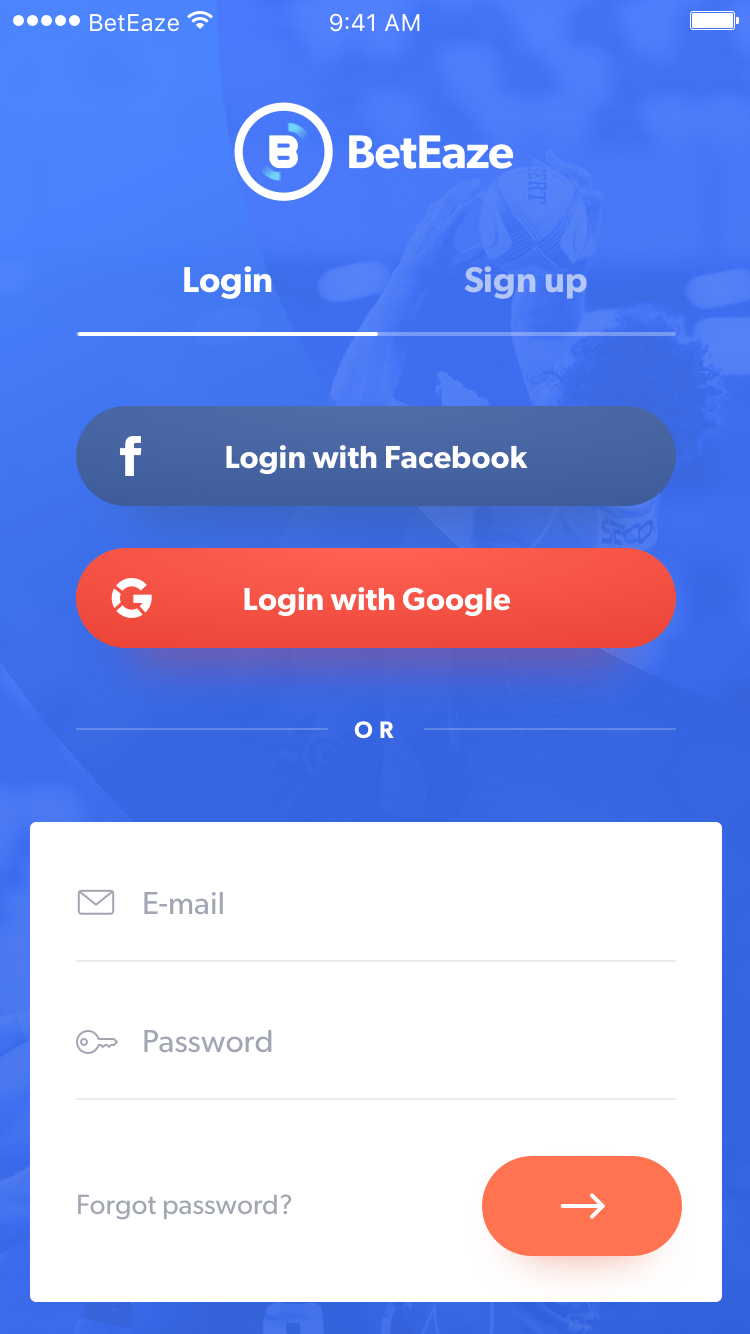 BetEaze 9:41 AM
B BetEaze
Login Sign up
Login with Facebook
Login with Google
OR
E-mail
Password
Forgot password?